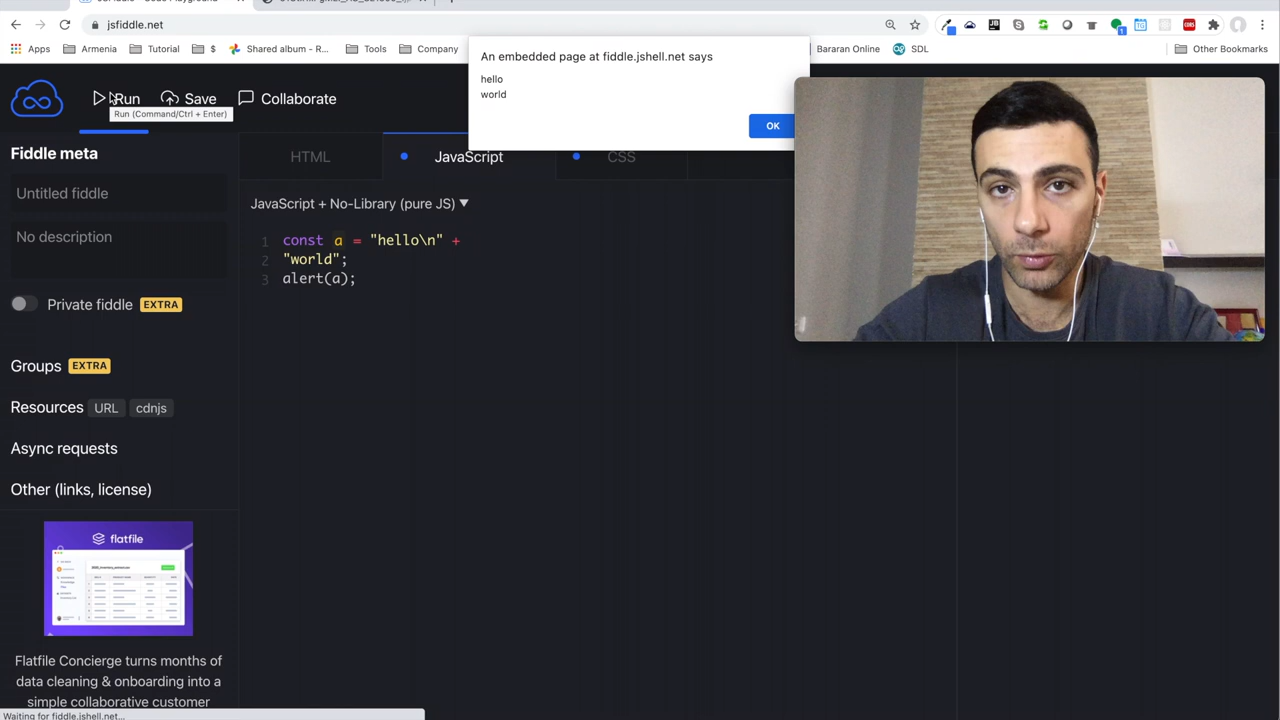 jsfiddle.net
Apps Armenia Tutorial $ Shared album - R... Tools Company Bararan Online SDL Other Bookmarks
An embedded page at fiddle.jshell.net says
hello
world
OK
Run Save Collaborate
Run (Command/Ctrl + Enter)
Fiddle meta
Untitled fiddle
No description
Private fiddle EXTRA
Groups EXTRA
Resources URL cdnjs
Async requests
Other (links, license)
flatfile
Flatfile Concierge turns months of
data cleaning & onboarding into a
simple collaborative customer
Waiting for fiddle.jshell.net...
HTML JavaScript CSS
JavaScript + No-Library (pure JS) ▼
1 const a = "hello\n" +
2 "world";
3 alert(a);